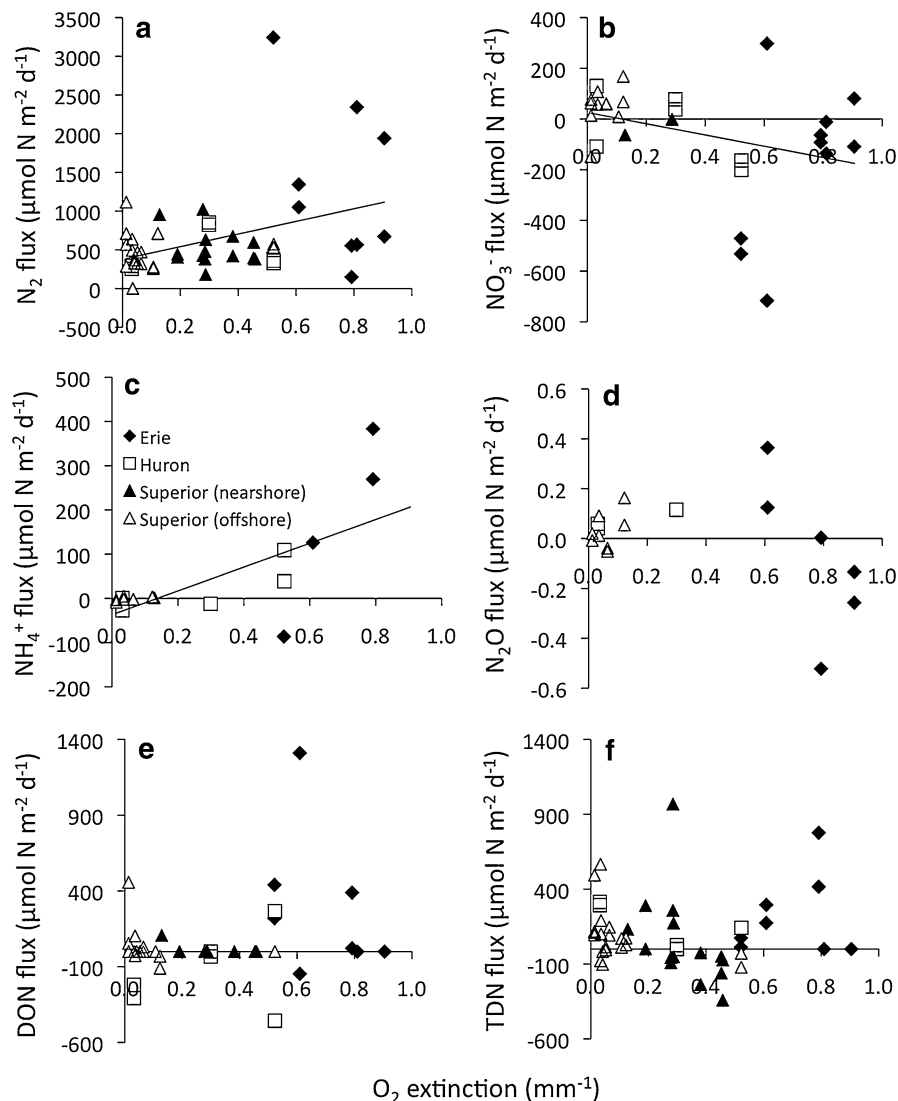 a
N₂ flux (µmol N m⁻² d⁻¹)
3500
3000
2500
2000
1500
1000
500
0
-500
0.0 0.2 0.4 0.6 0.8 1.0
b
NO₃⁻ flux (µmol N m⁻² d⁻¹)
400
200
0
-200
-400
-600
-800
0.0 0.2 0.4 0.6 0.8 1.0
c
NH₄⁺ flux (µmol N m⁻² d⁻¹)
500
400
300
200
100
0
-100
-200
0.0 0.2 0.4 0.6 0.8 1.0
Erie
Huron
Superior (nearshore)
Superior (offshore)
d
N₂O flux (µmol N m⁻² d⁻¹)
0.6
0.4
0.2
0.0
-0.2
-0.4
-0.6
0.0 0.2 0.4 0.6 0.8 1.0
e
DON flux (µmol N m⁻² d⁻¹)
1400
900
400
-100
-600
0.0 0.2 0.4 0.6 0.8 1.0
f
TDN flux (µmol N m⁻² d⁻¹)
1400
900
400
-100
-600
0.0 0.2 0.4 0.6 0.8 1.0
O₂ extinction (mm⁻¹)